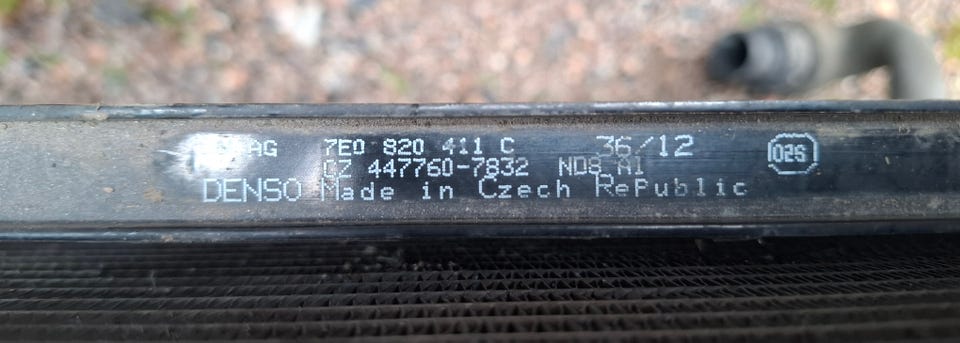 AG 7E0 820 411 C 36/12 02S
CZ 447760-7832 ND8 A1
DENSO Made in Czech RePublic